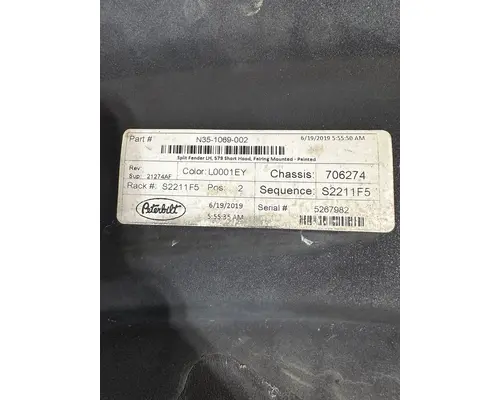 Part # N35-1069-002 6/19/2019 5:55:50 AM
Split Fender LH, 579 Short Hood, Fairing Mounted - Painted
Rev:
Sup: 21274AF Color: L0001EY Chassis: 706274
Rack #: S2211F5 Pos: 2 Sequence: S2211F5
Peterbilt 6/19/2019 Serial # 5267982
5:55:35 AM